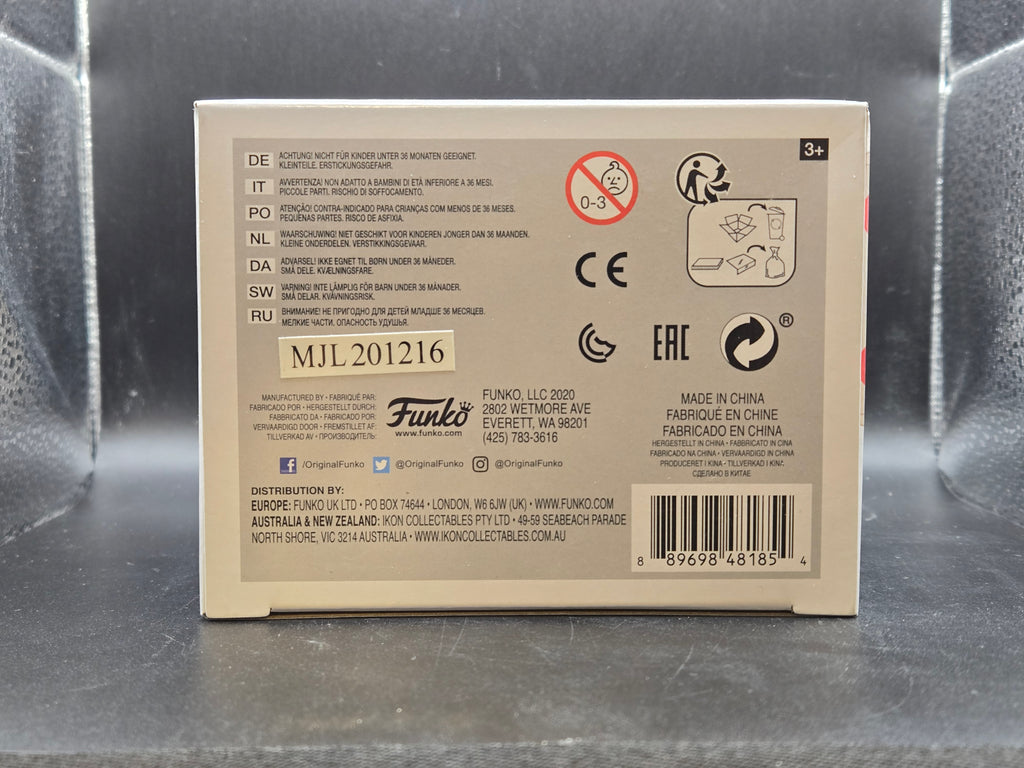 3+
DE ACHTUNG! NICHT FÜR KINDER UNTER 36 MONATEN GEEIGNET.
KLEINTEILE. ERSTICKUNGSGEFAHR.
IT AVVERTENZA! NON ADATTO A BAMBINI DI ETÀ INFERIORE A 36 MESI.
PICCOLE PARTI. RISCHIO DI SOFFOCAMENTO.
PO ATENÇÃO! CONTRA-INDICADO PARA CRIANÇAS COM MENOS DE 36 MESES.
PEQUENAS PARTES. RISCO DE ASFIXIA.
NL WAARSCHUWING! NIET GESCHIKT VOOR KINDEREN JONGER DAN 36 MAANDEN.
KLEINE ONDERDELEN. VERSTIKKINGSGEVAAR.
DA ADVARSEL! IKKE EGNET TIL BØRN UNDER 36 MÅNEDER.
SMÅ DELE. KVÆLNINGSFARE.
SW VARNING! INTE LÄMPLIG FÖR BARN UNDER 36 MÅNADER.
SMÅ DELAR. KVÄVNINGSRISK.
RU ВНИМАНИЕ! НЕ ПРИГОДНО ДЛЯ ДЕТЕЙ МЛАДШЕ 36 МЕСЯЦЕВ.
МЕЛКИЕ ЧАСТИ. ОПАСНОСТЬ УДУШЬЯ.
0-3
CE
EAC
®
MJL201216
MANUFACTURED BY • FABRIQUÉ PAR:
FABRICADO POR • HERGESTELLT DURCH:
FABBRICATO DA • FABRICADO POR:
VERVAARDIGD DOOR • FREMSTILLET AF:
TILLVERKAD AV • ПРОИЗВОДИТЕЛЬ:
Funko
www.funko.com
FUNKO, LLC 2020
2802 WETMORE AVE
EVERETT, WA 98201
(425) 783-3616
MADE IN CHINA
FABRIQUÉ EN CHINE
FABRICADO EN CHINA
HERGESTELLT IN CHINA • FABBRICATO IN CINA
FABRICADO NA CHINA • VERVAARDIGD IN CHINA
PRODUCERET I KINA • TILLVERKAD I KINA
СДЕЛАНО В КИТАЕ
/OriginalFunko @OriginalFunko @OriginalFunko
DISTRIBUTION BY:
EUROPE: FUNKO UK LTD • PO BOX 74644 • LONDON, W6 6JW (UK) • WWW.FUNKO.COM
AUSTRALIA & NEW ZEALAND: IKON COLLECTABLES PTY LTD • 49-59 SEABEACH PARADE
NORTH SHORE, VIC 3214 AUSTRALIA • WWW.IKONCOLLECTABLES.COM.AU
8 89698 48185 4